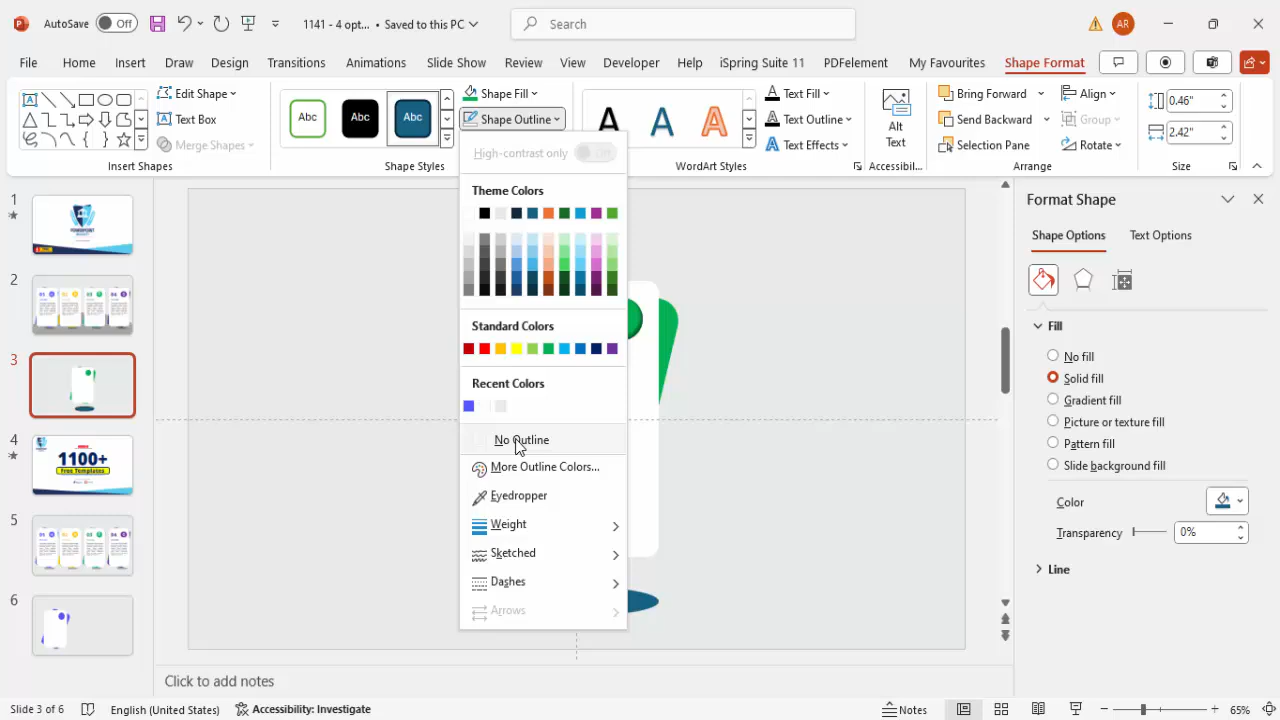 AutoSave Off 1141 - 4 opt... • Saved to this PC Search AR
File Home Insert Draw Design Transitions Animations Slide Show Review View Developer Help iSpring Suite 11 PDFelement My Favourites Shape Format
Edit Shape
Text Box
Merge Shapes
Insert Shapes
Abc Abc Abc
Shape Styles
Shape Fill
Shape Outline
A A A
WordArt Styles
Text Fill
Text Outline
Text Effects
Alt
Text
Accessibil...
Bring Forward
Send Backward
Selection Pane
Align
Group
Rotate
Arrange
0.46"
2.42"
Size
High-contrast only Off
Theme Colors
Standard Colors
Recent Colors
No Outline
More Outline Colors...
Eyedropper
Weight
Sketched
Dashes
Arrows
1
2
3
4
1100+
Free Templates
5
6
Format Shape
Shape Options Text Options
Fill
No fill
Solid fill
Gradient fill
Picture or texture fill
Pattern fill
Slide background fill
Color
Transparency 0%
Line
Click to add notes
Slide 3 of 6 English (United States) Accessibility: Investigate Notes 65%